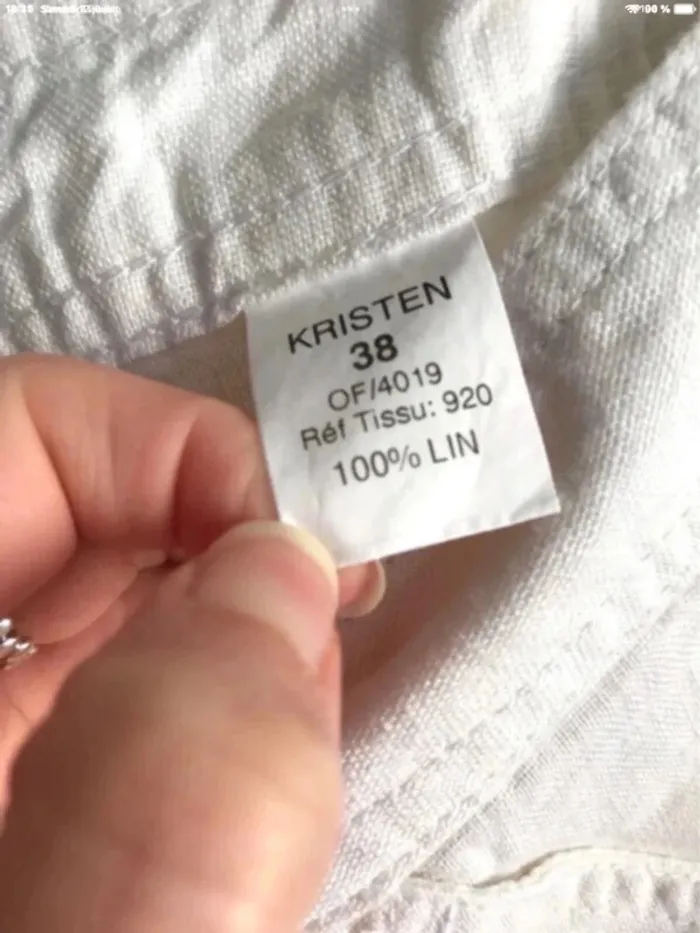 KRISTEN
38
OF/4019
Réf Tissu: 920
100% LIN